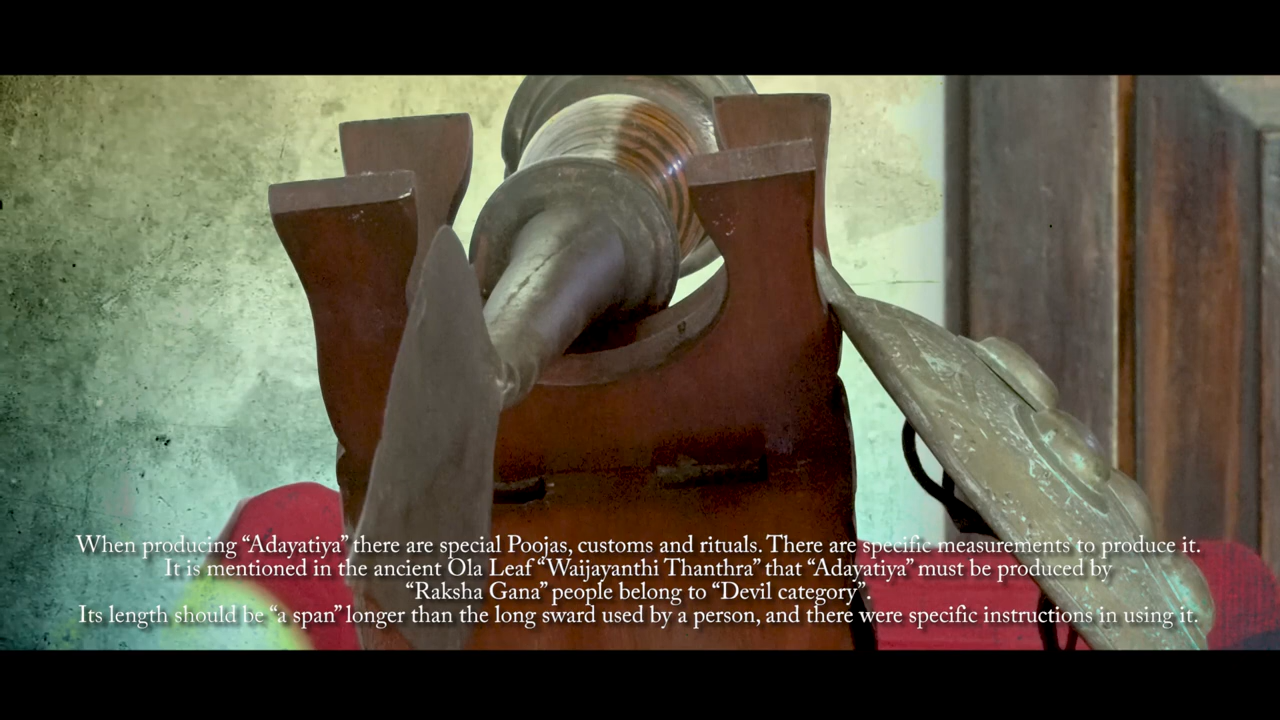 When producing “Adayatiya” there are special Poojas, customs and rituals. There are specific measurements to produce it.
It is mentioned in the ancient Ola Leaf “Waijayanthi Thanthra” that “Adayatiya” must be produced by
“Raksha Gana” people belong to “Devil category”.
Its length should be “a span” longer than the long sward used by a person, and there were specific instructions in using it.